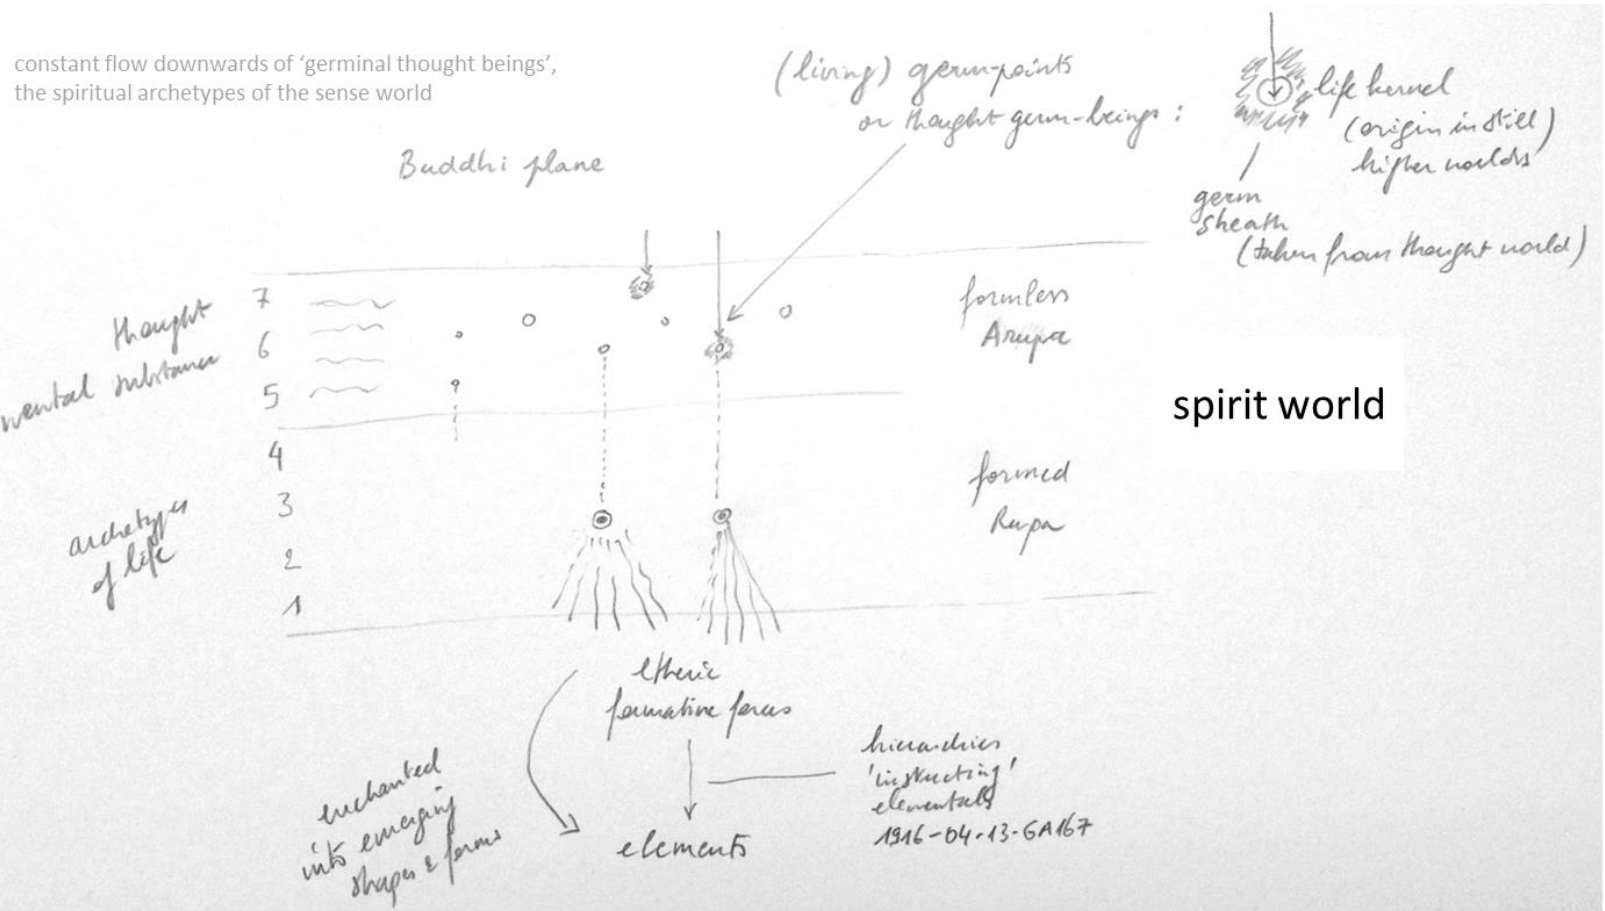 constant flow downwards of ‘germinal thought beings’,
the spiritual archetypes of the sense world
(living) germ-points
or thought germ-beings :
life kernel
(origin in still
higher worlds)
germ
sheath
(taken from thought world)
Buddhi plane
thought
mental substance
7
6
5
formless
Arupa
spirit world
archetypes
of life
4
3
2
1
formed
Rupa
etheric
formative forces
elements
hierarchies
'instructing'
elementals
1916-04-13-GA167
enchanted
into emerging
shapes & forms